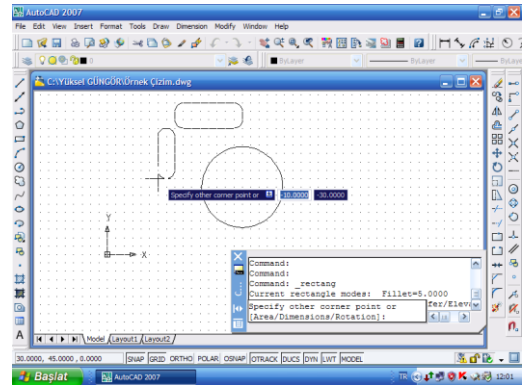 AutoCAD 2007
File Edit View Insert Format Tools Draw Dimension Modify Window Help
ByLayer ByLayer ByLaye
C:\Yüksel GÜNGÖR\Örnek Çizim.dwg
Specify other corner point or -10.0000 -30.0000
Y
X
Command:
Command:
Command: _rectang
Current rectangle modes: Fillet=5.0000
Specify other corner point or
[Area/Dimensions/Rotation]:
fer/Eleva
Model Layout1 Layout2
30.0000, 45.0000 , 0.0000 SNAP GRID ORTHO POLAR OSNAP OTRACK DUCS DYN LWT MODEL
Başlat AutoCAD 2007 TR 12:01